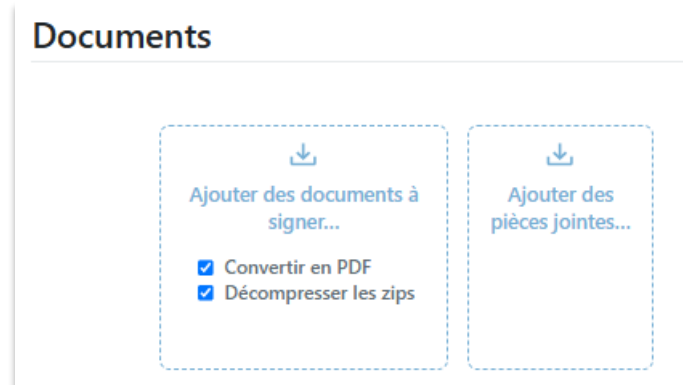 Documents
Ajouter des documents à
signer...
Convertir en PDF
Décompresser les zips
Ajouter des
pièces jointes...